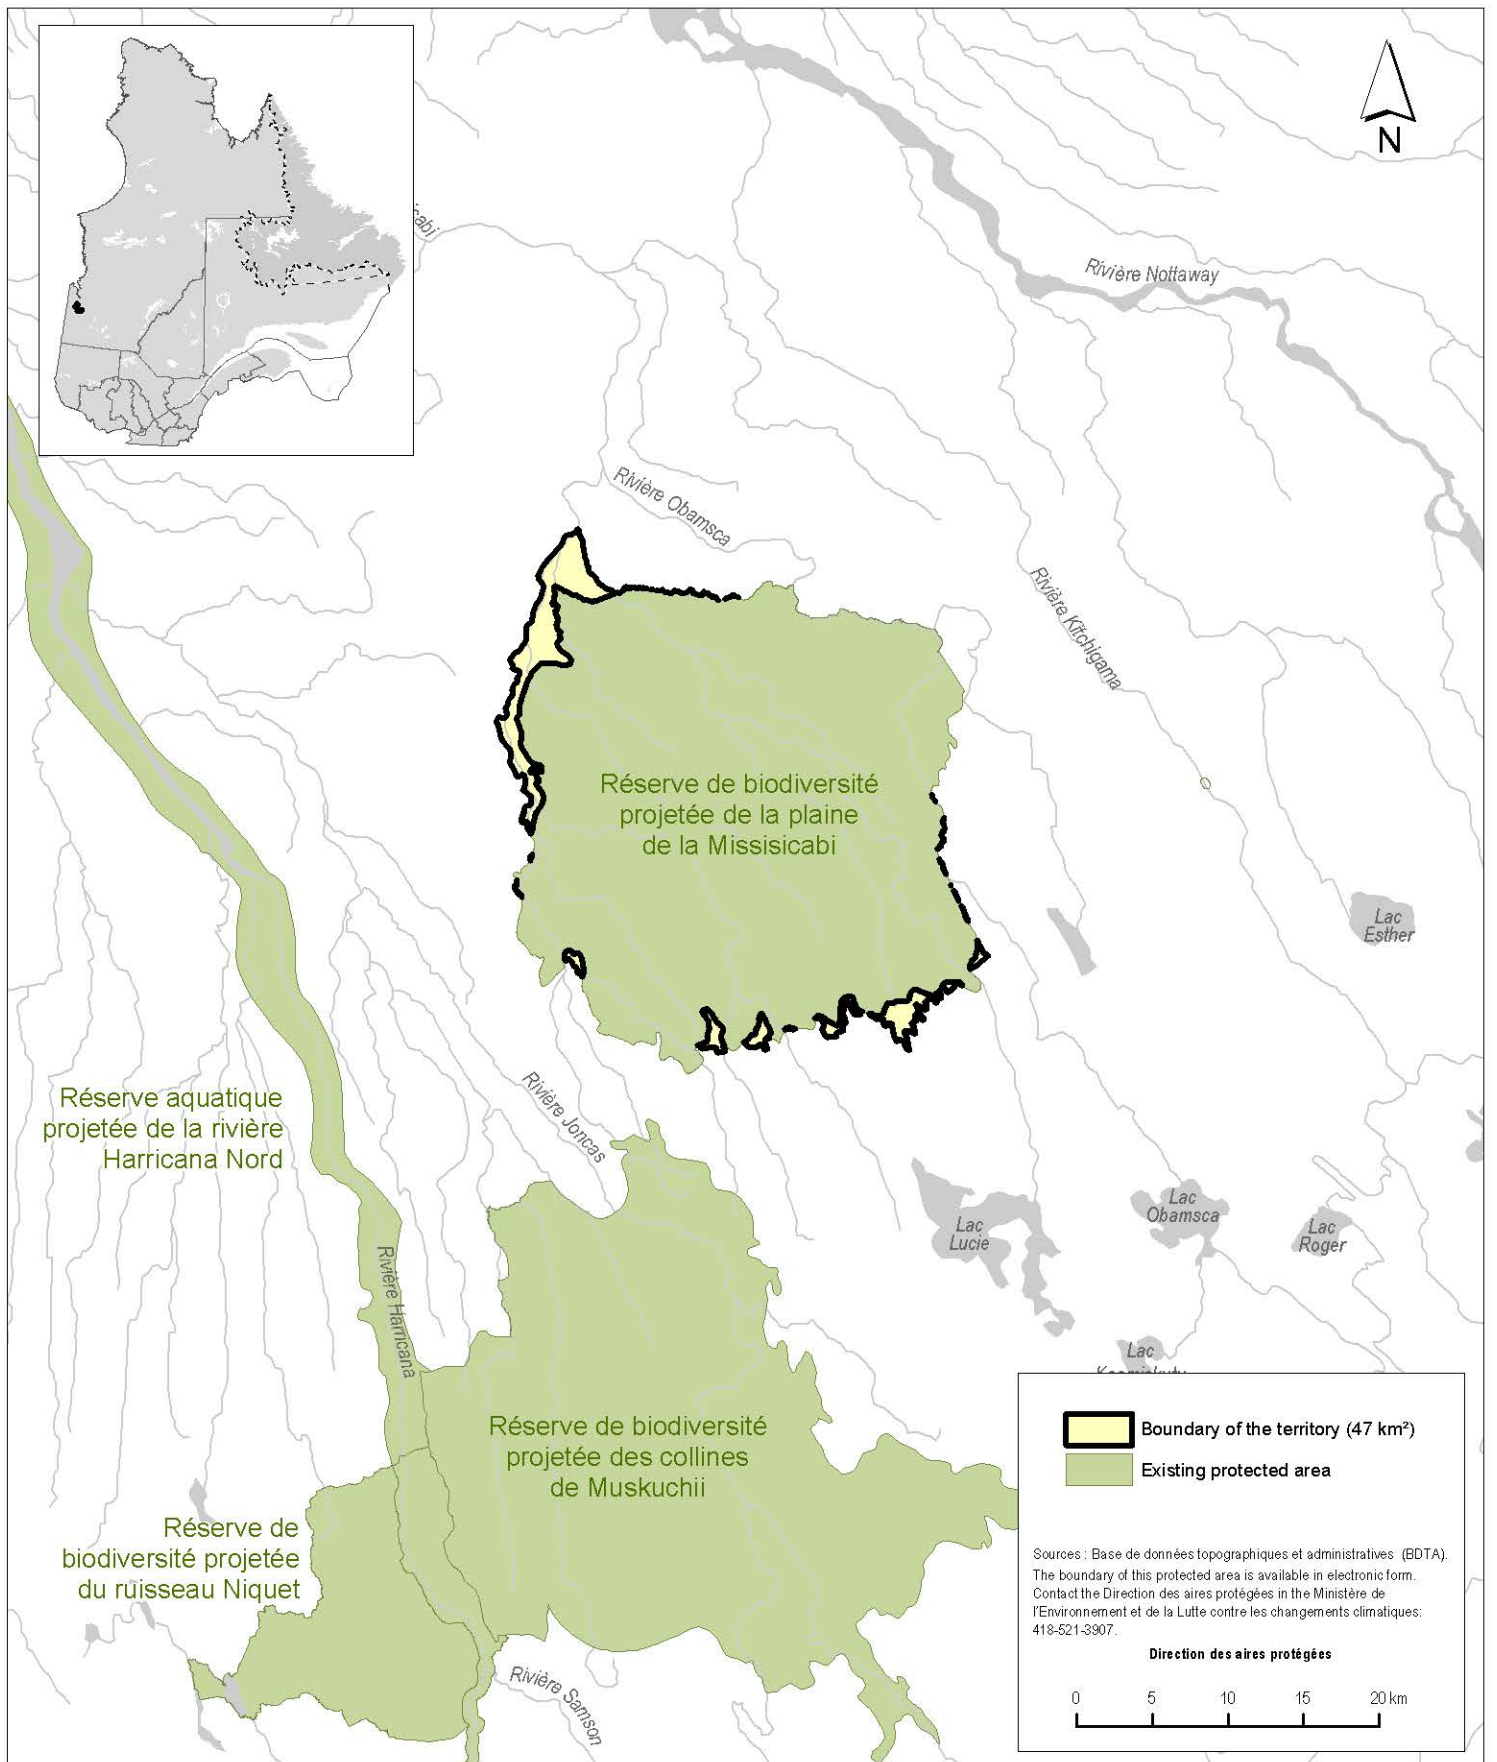 N
Rivière Nottaway
Rivière Obamsca
Rivière Kitchigama
Réserve de biodiversité
projetée de la plaine
de la Missisicabi
Lac
Esther
Réserve aquatique
projetée de la rivière
Harricana Nord
Rivière Joncas
Lac
Lucie
Lac
Obamsca
Lac
Roger
Rivière Harricana
Lac
Réserve de biodiversité
projetée des collines
de Muskuchii
Réserve de
biodiversité projetée
du ruisseau Niquet
Rivière Samson
Boundary of the territory (47 km²)
Existing protected area
Sources : Base de données topographiques et administratives (BDTA).
The boundary of this protected area is available in electronic form.
Contact the Direction des aires protégées in the Ministère de
l'Environnement et de la Lutte contre les changements climatiques:
418-521-3907.
Direction des aires protégées
0 5 10 15 20 km